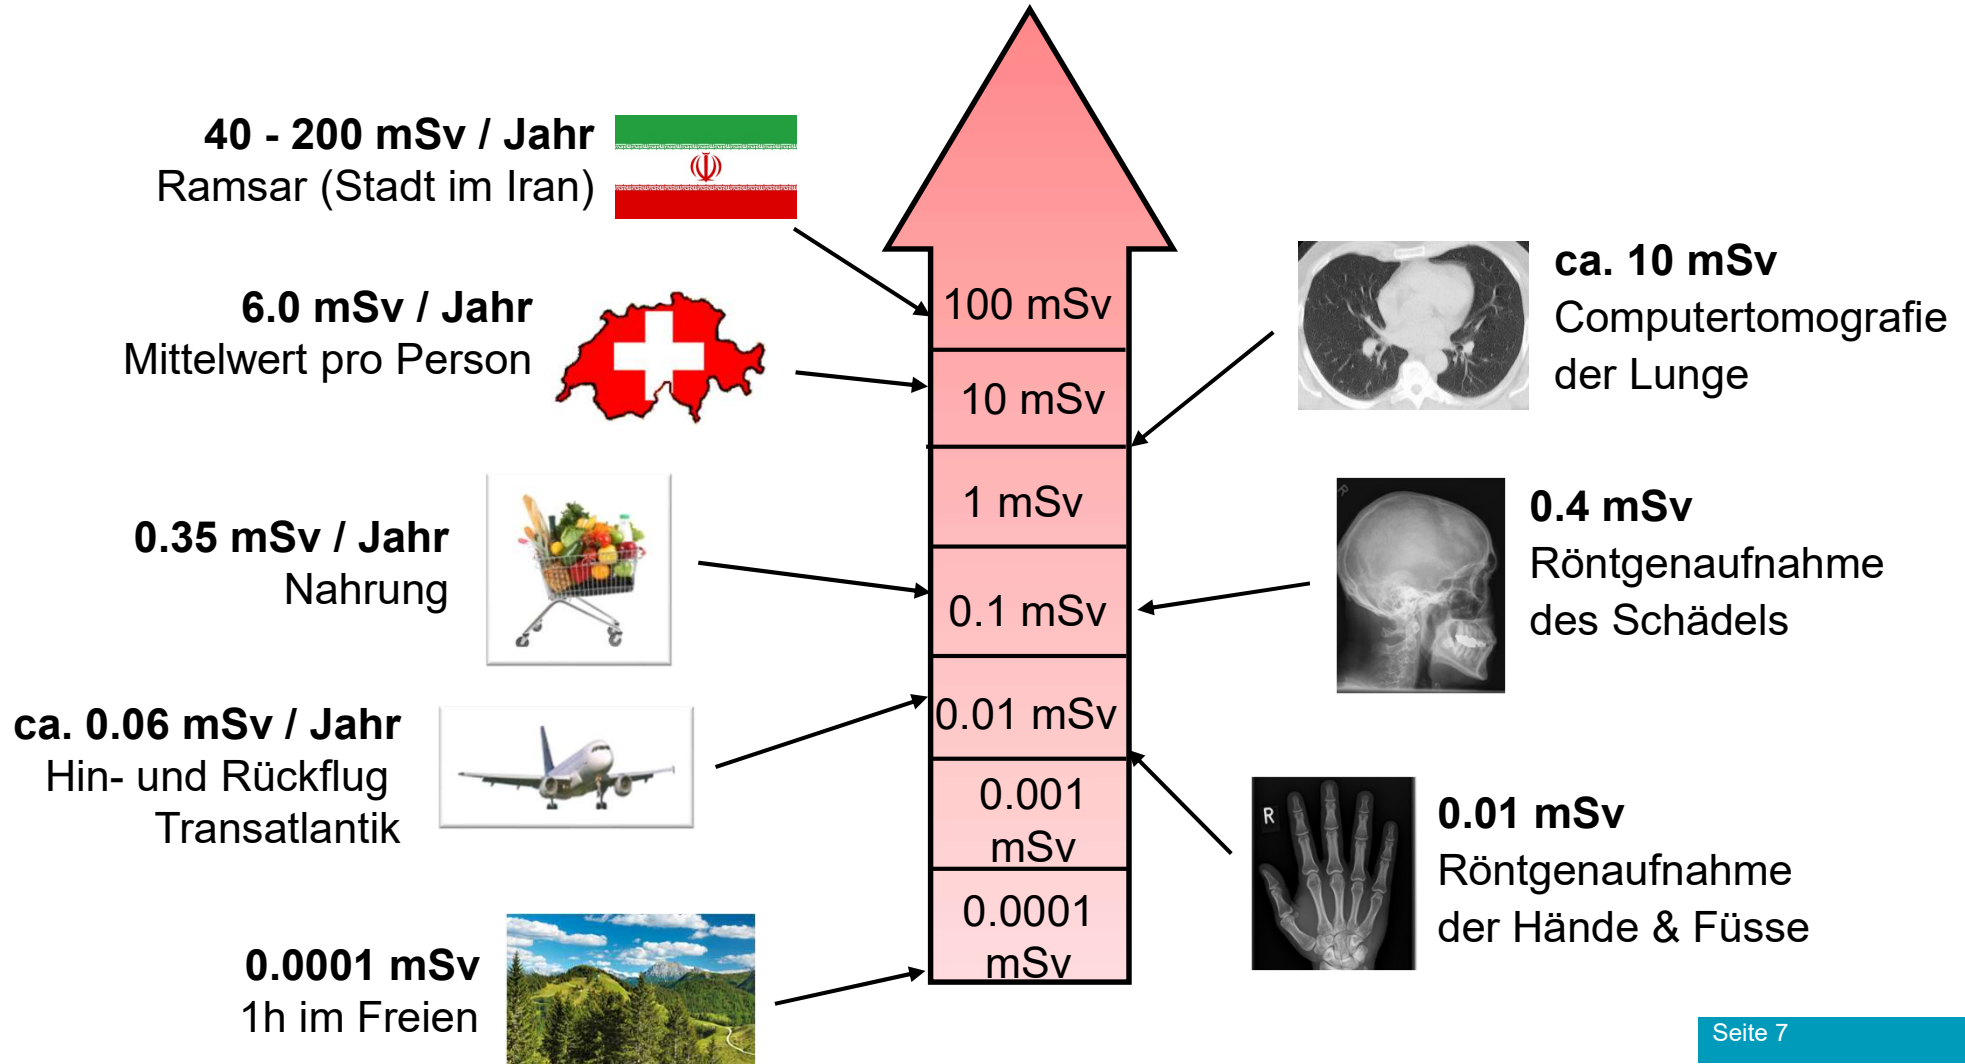 40 - 200 mSv / Jahr
Ramsar (Stadt im Iran)
6.0 mSv / Jahr
Mittelwert pro Person
0.35 mSv / Jahr
Nahrung
ca. 0.06 mSv / Jahr
Hin- und Rückflug
Transatlantik
0.0001 mSv
1h im Freien
100 mSv
10 mSv
1 mSv
0.1 mSv
0.01 mSv
0.001
mSv
0.0001
mSv
ca. 10 mSv
Computertomografie
der Lunge
R
0.4 mSv
Röntgenaufnahme
des Schädels
R
0.01 mSv
Röntgenaufnahme
der Hände & Füsse
Seite 7